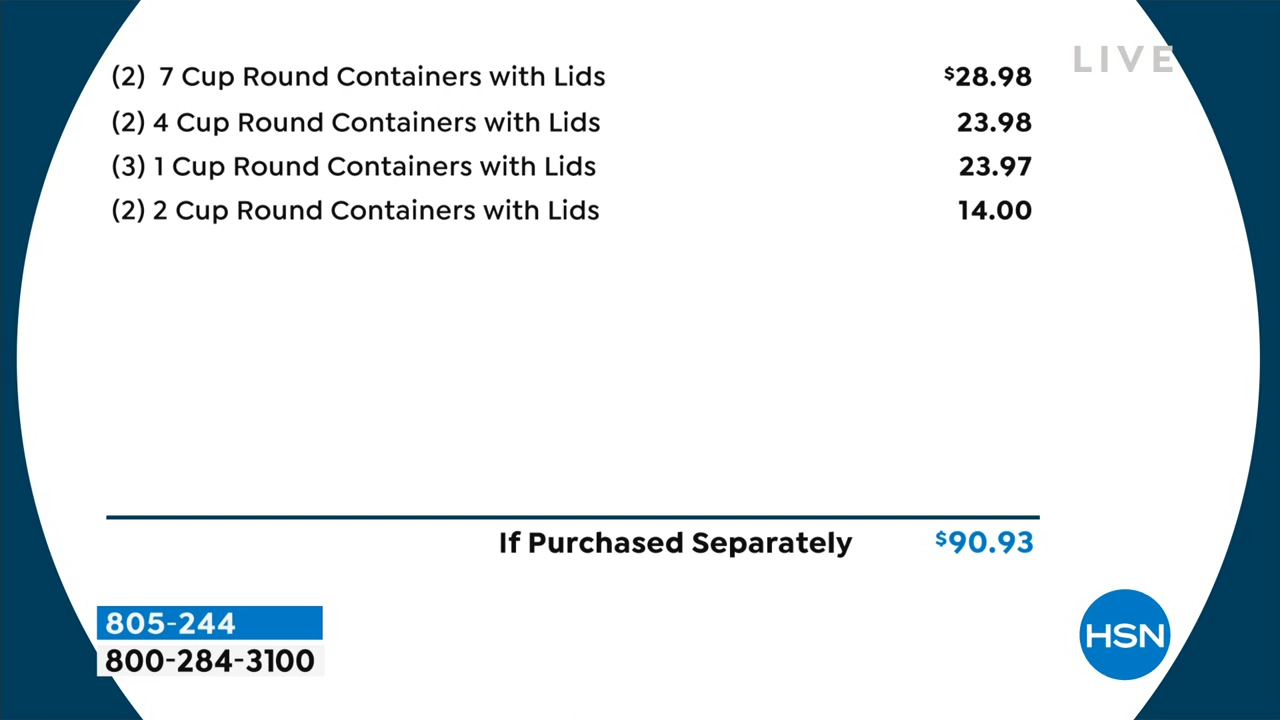 LIVE
(2) 7 Cup Round Containers with Lids $28.98
(2) 4 Cup Round Containers with Lids 23.98
(3) 1 Cup Round Containers with Lids 23.97
(2) 2 Cup Round Containers with Lids 14.00
If Purchased Separately $90.93
805-244
800-284-3100
HSN